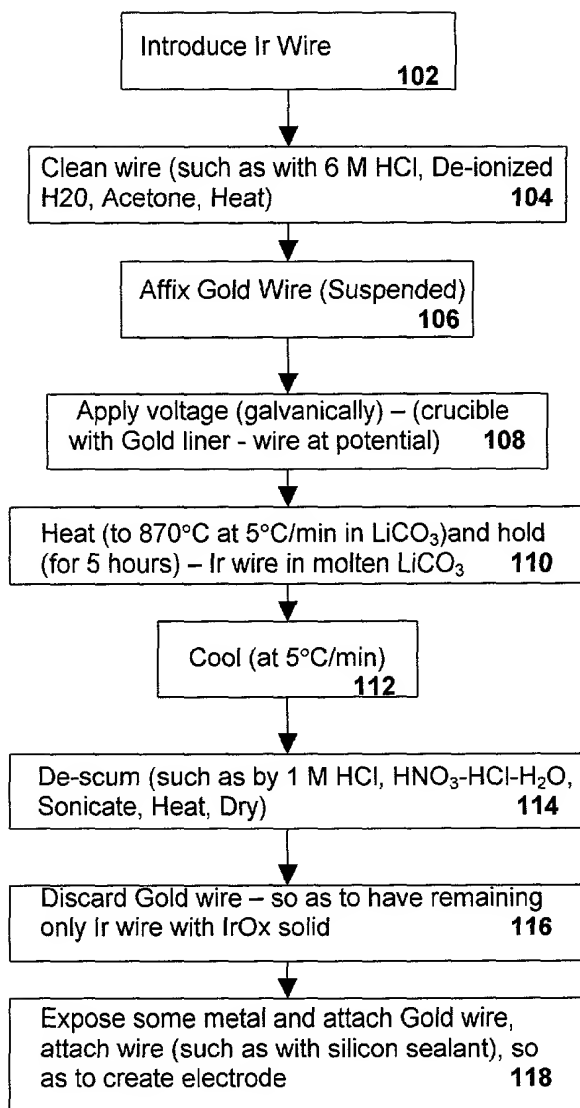 Introduce Ir Wire
102
Clean wire (such as with 6 M HCl, De-ionized
H20, Acetone, Heat) 104
Affix Gold Wire (Suspended)
106
Apply voltage (galvanically) – (crucible
with Gold liner - wire at potential) 108
Heat (to 870°C at 5°C/min in LiCO₃)and hold
(for 5 hours) – Ir wire in molten LiCO₃ 110
Cool (at 5°C/min)
112
De-scum (such as by 1 M HCl, HNO₃-HCl-H₂O,
Sonicate, Heat, Dry) 114
Discard Gold wire – so as to have remaining
only Ir wire with IrOx solid 116
Expose some metal and attach Gold wire,
attach wire (such as with silicon sealant), so
as to create electrode 118